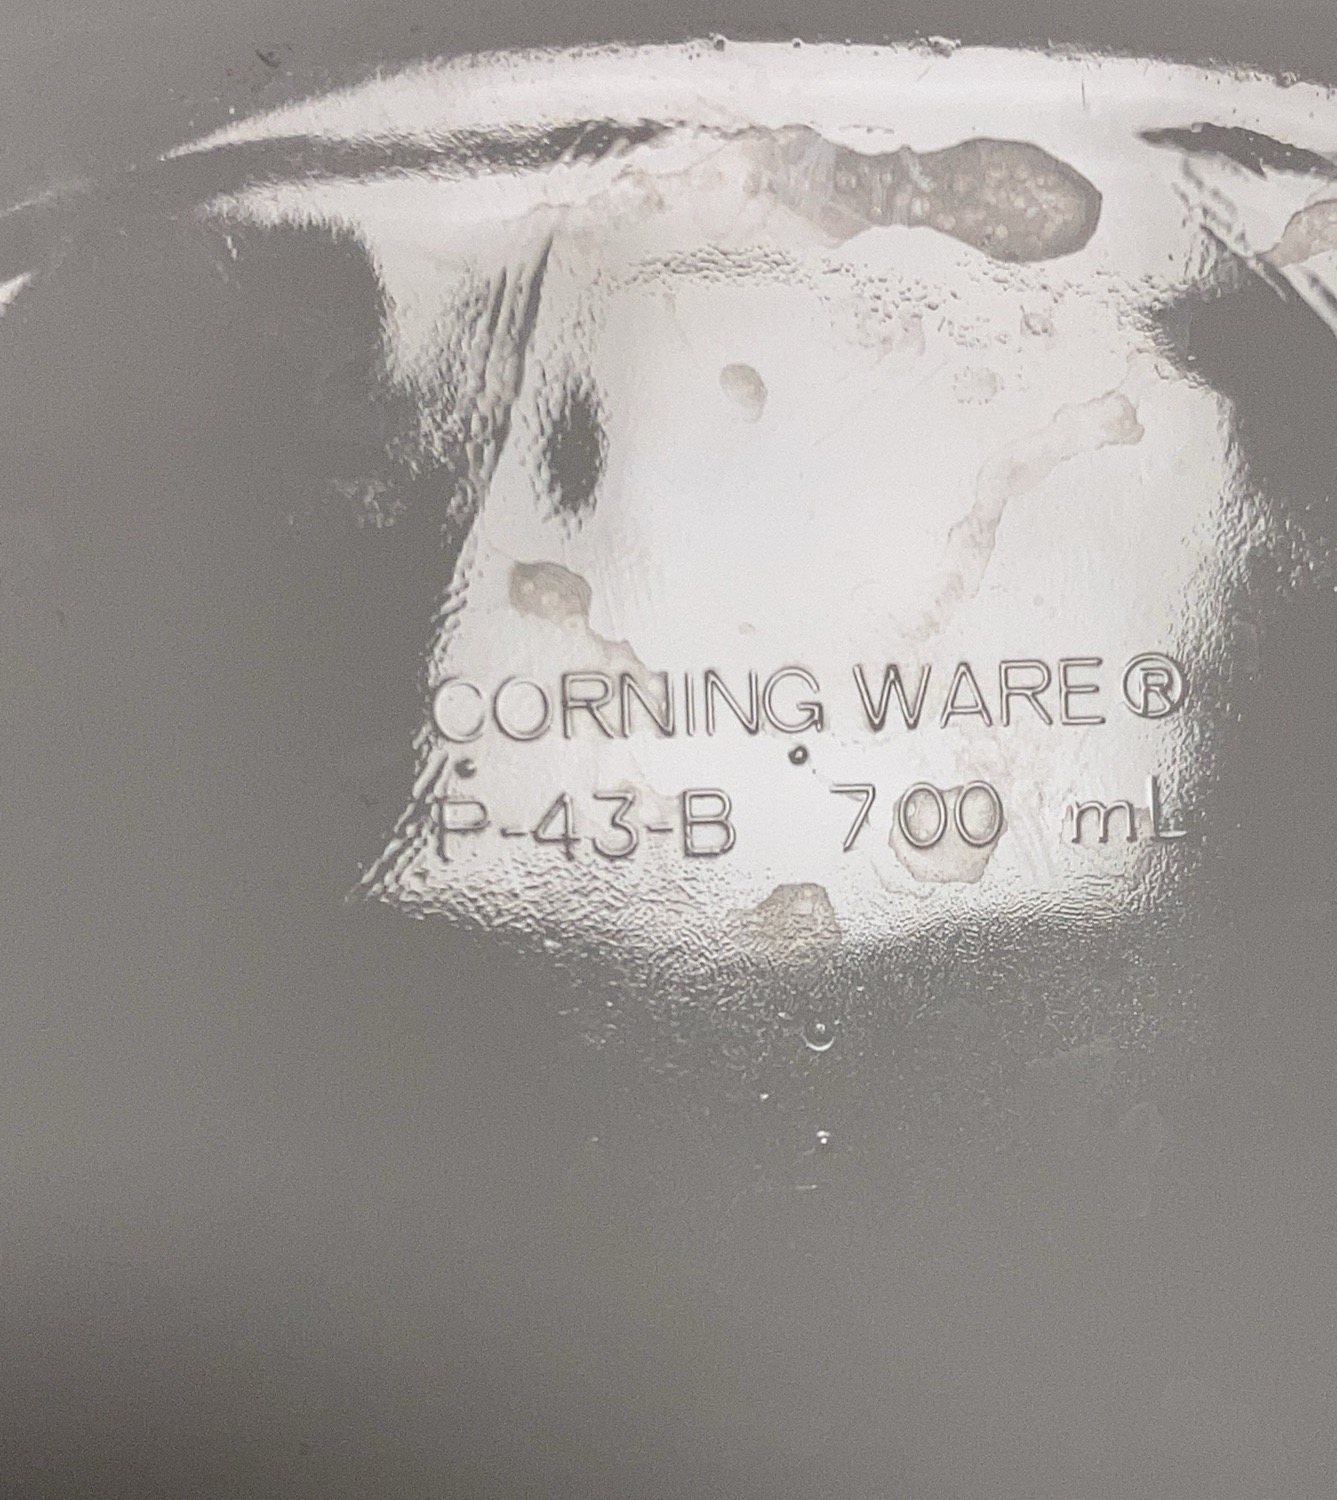 CORNING WARE®
P-43-B 700 mL